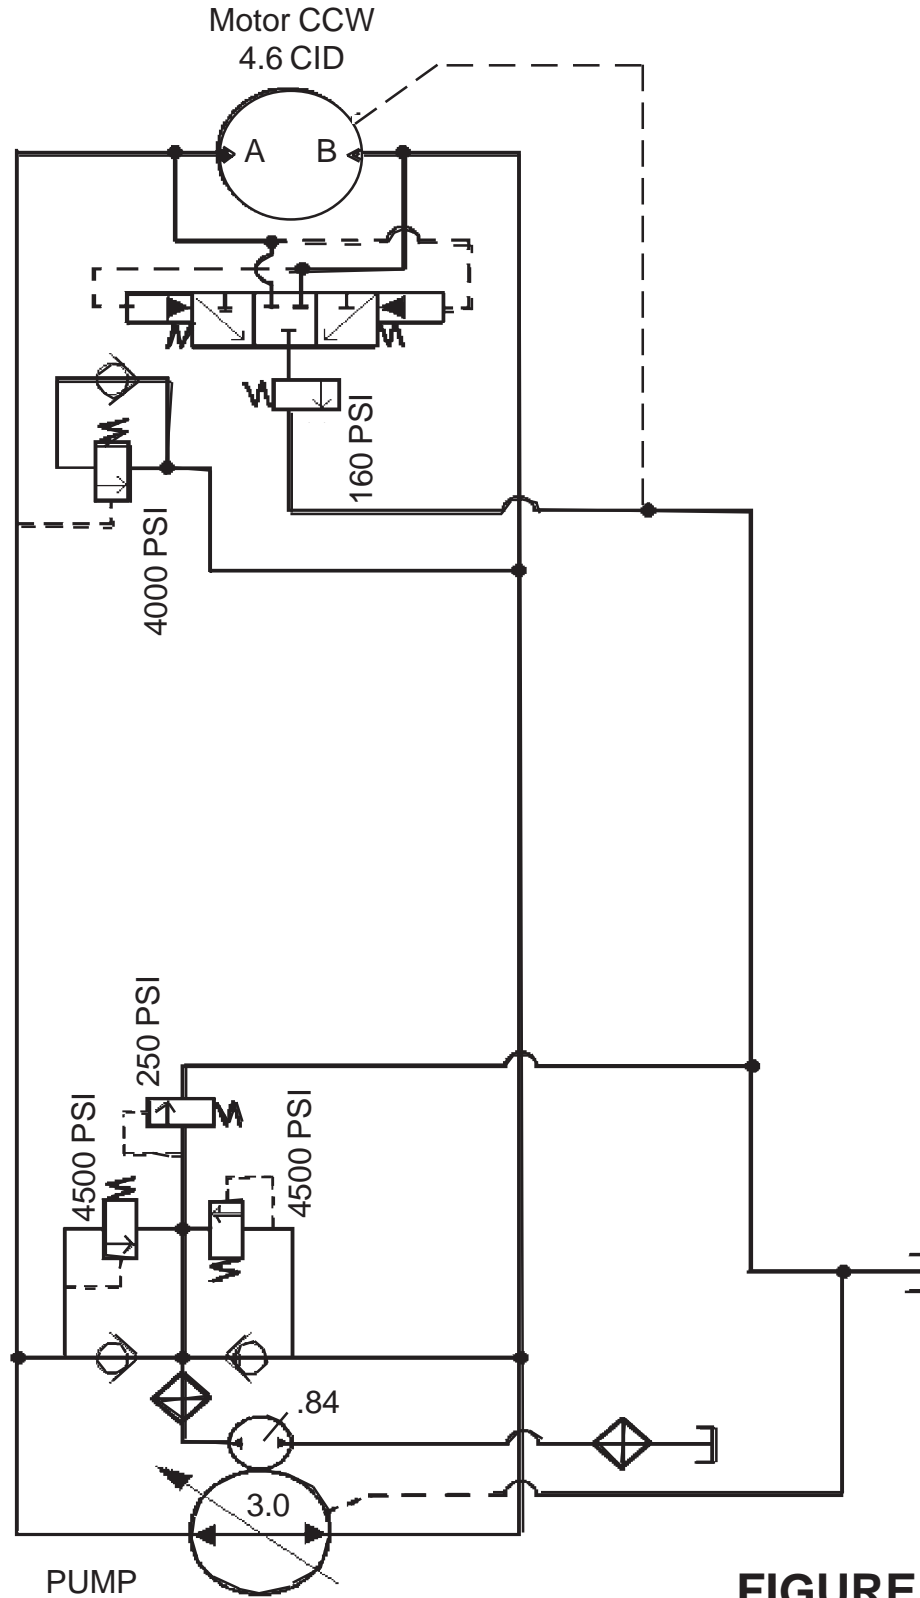 Motor CCW
4.6 CID
A
B
160 PSI
4000 PSI
250 PSI
4500 PSI
4500 PSI
.84
3.0
PUMP
FIGURE